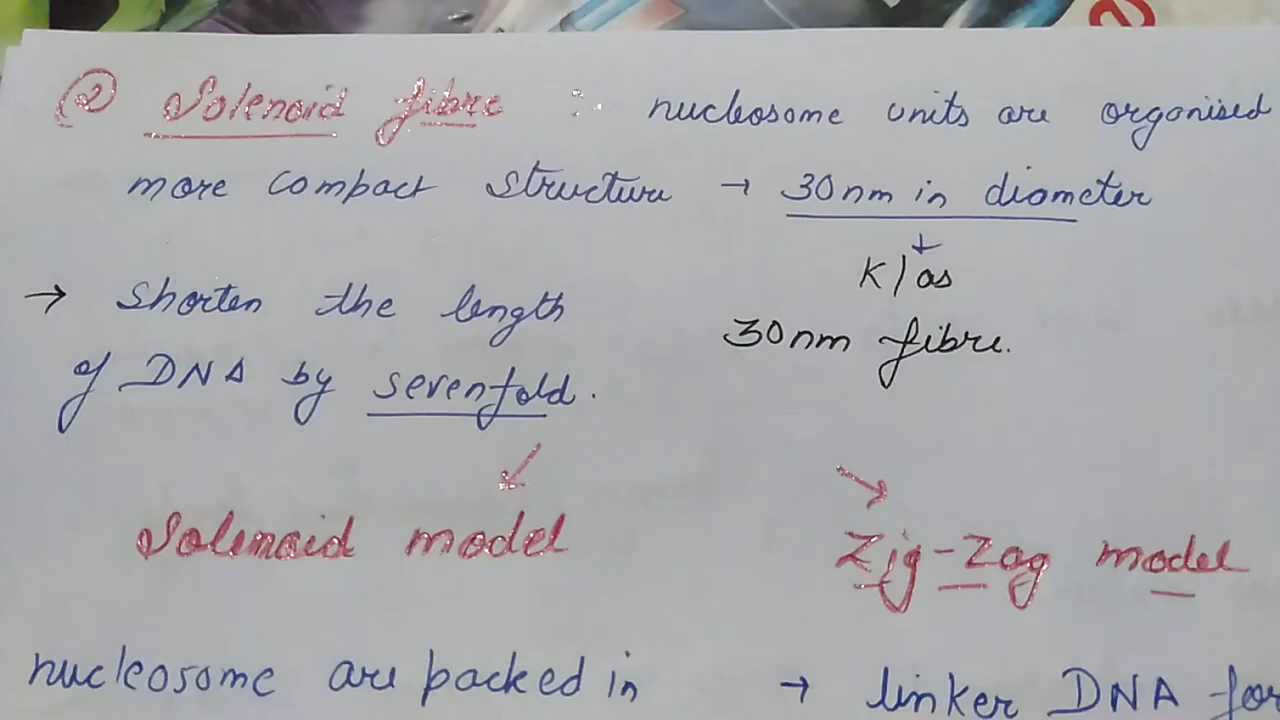 ② Solenoid fibre : nucleosome units are organised
more compact structure → 30nm in diameter
↓
K/as
30nm fibre.
→ Shorten the length
of DNA by sevenfold.
Solenoid model
Zig-Zag model
nucleosome are packed in
→ linker DNA for